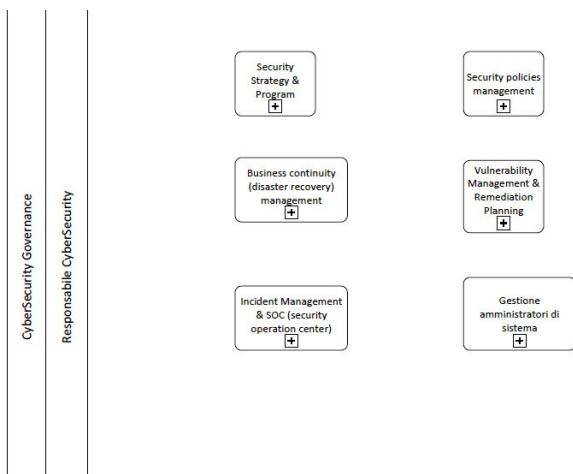 CyberSecurity Governance
Responsabile CyberSecurity
Security
Strategy &
Program
Security policies
management
Business continuity
(disaster recovery)
management
Vulnerability
Management &
Remediation
Planning
Incident Management
& SOC (security
operation center)
Gestione
amministratori di
sistema